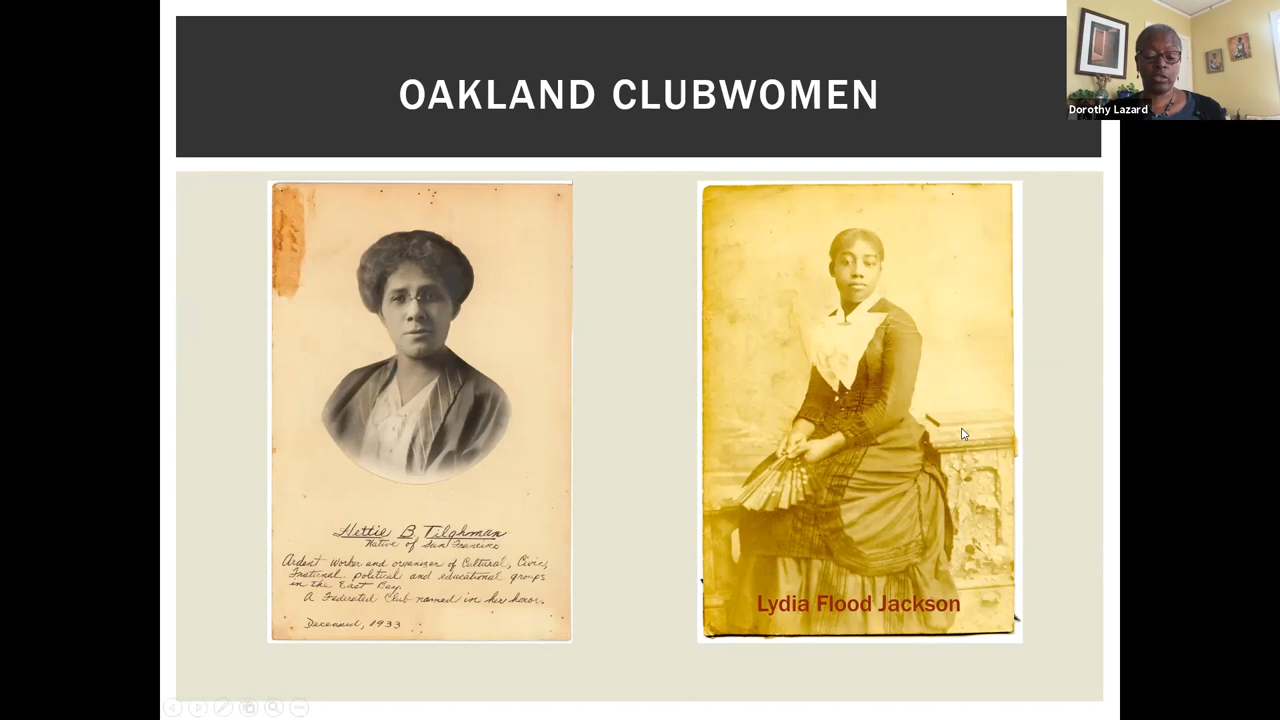 OAKLAND CLUBWOMEN
Dorothy Lazard
Hettie B. Tilghman
Native of San Francisco
Ardent worker and organizer of Cultural, Civic,
Fraternal political and educational groups
in the East Bay.
A Federated Club named in her honor.
Deceased, 1933
Lydia Flood Jackson